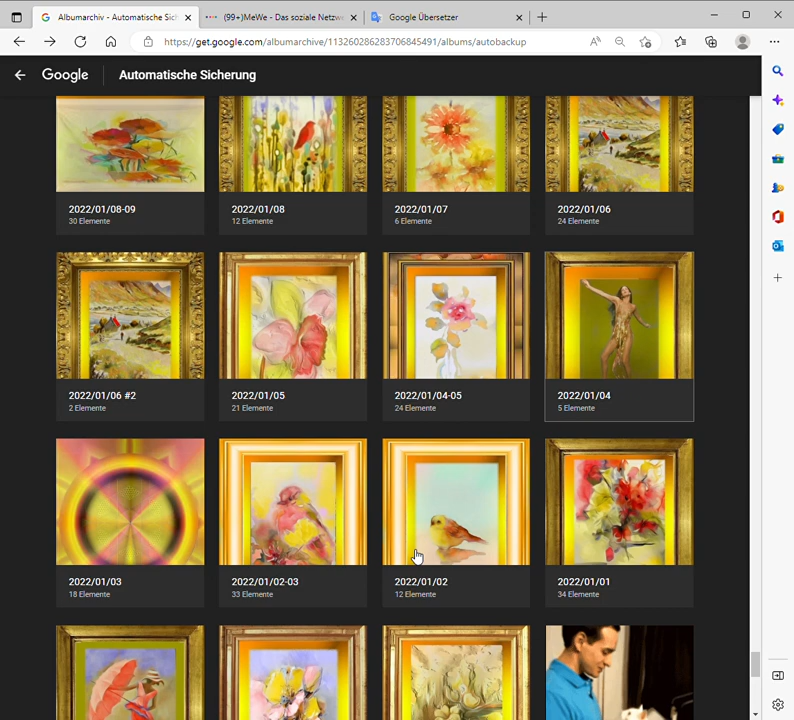 Albumarchiv - Automatische Sich
(99+)MeWe - Das soziale Netzwe
Google Übersetzer
https://get.google.com/albumarchive/113260286283706845491/albums/autobackup
Google
Automatische Sicherung
2022/01/08-09
30 Elemente
2022/01/08
12 Elemente
2022/01/07
6 Elemente
2022/01/06
24 Elemente
2022/01/06 #2
2 Elemente
2022/01/05
21 Elemente
2022/01/04-05
24 Elemente
2022/01/04
5 Elemente
2022/01/03
18 Elemente
2022/01/02-03
33 Elemente
2022/01/02
12 Elemente
2022/01/01
34 Elemente